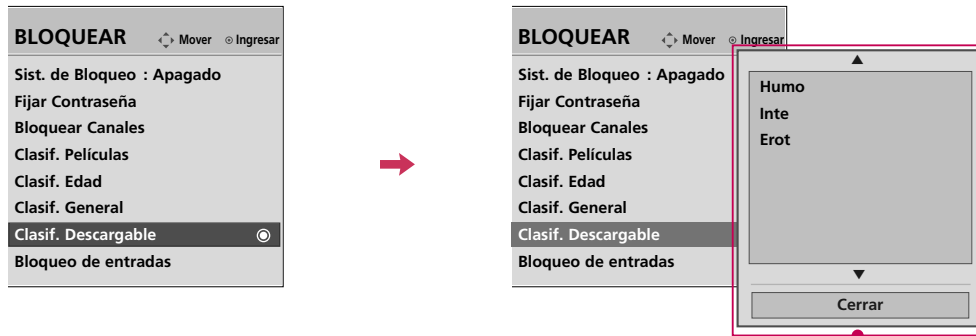 BLOQUEAR Mover Ingresar
Sist. de Bloqueo : Apagado
Fijar Contraseña
Bloquear Canales
Clasif. Películas
Clasif. Edad
Clasif. General
Clasif. Descargable
Bloqueo de entradas
BLOQUEAR Mover Ingresar
Sist. de Bloqueo : Apagado
Fijar Contraseña
Bloquear Canales
Clasif. Películas
Clasif. Edad
Clasif. General
Clasif. Descargable
Bloqueo de entradas
Humo
Inte
Erot
Cerrar